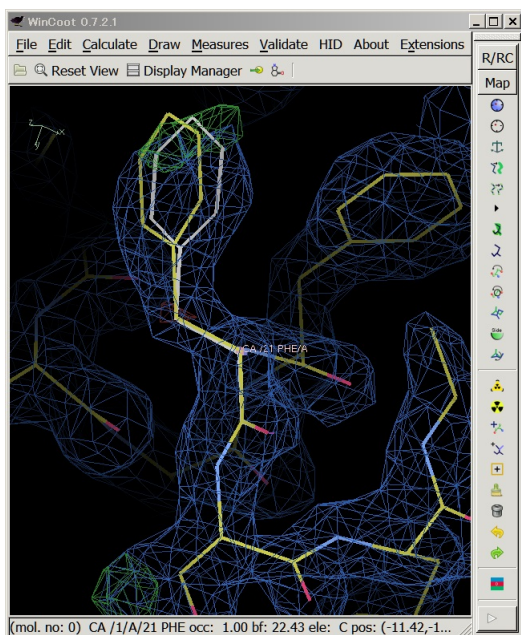 WinCoot 0.7.2.1
File Edit Calculate Draw Measures Validate HID About Extensions
Reset View Display Manager
R/RC
Map
z
x
y
CA /21 PHE/A
Side
(mol. no: 0) CA /1/A/21 PHE occ: 1.00 bf: 22.43 ele: C pos: (-11.42,-1...